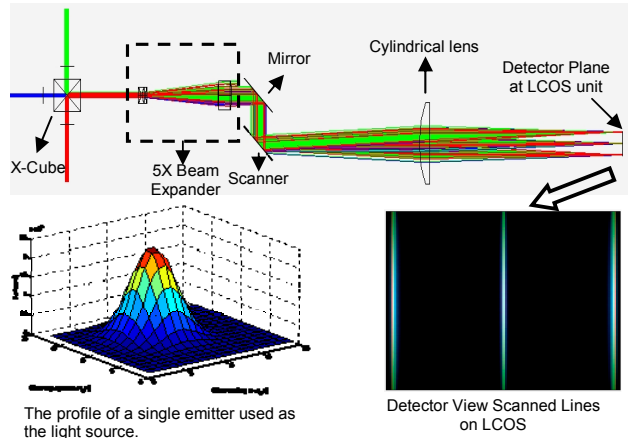 Mirror
Cylindrical lens
Detector Plane
at LCOS unit
X-Cube
5X Beam
Expander
Scanner
The profile of a single emitter used as
the light source.
Detector View Scanned Lines
on LCOS